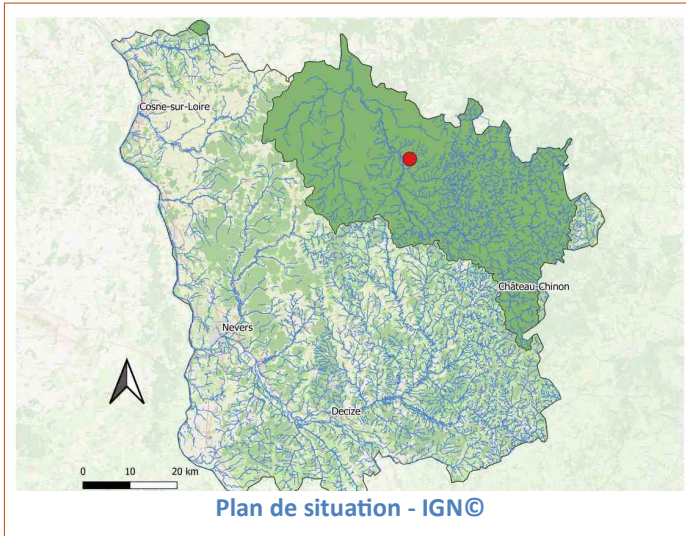 Cosne-sur-Loire
Château-Chinon
Nevers
Decize
0 10 20 km
Plan de situation - IGN©